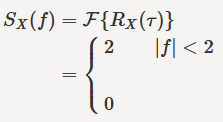 S_X(f) = ℱ{R_X(τ)}
= { 2 |f| < 2
0